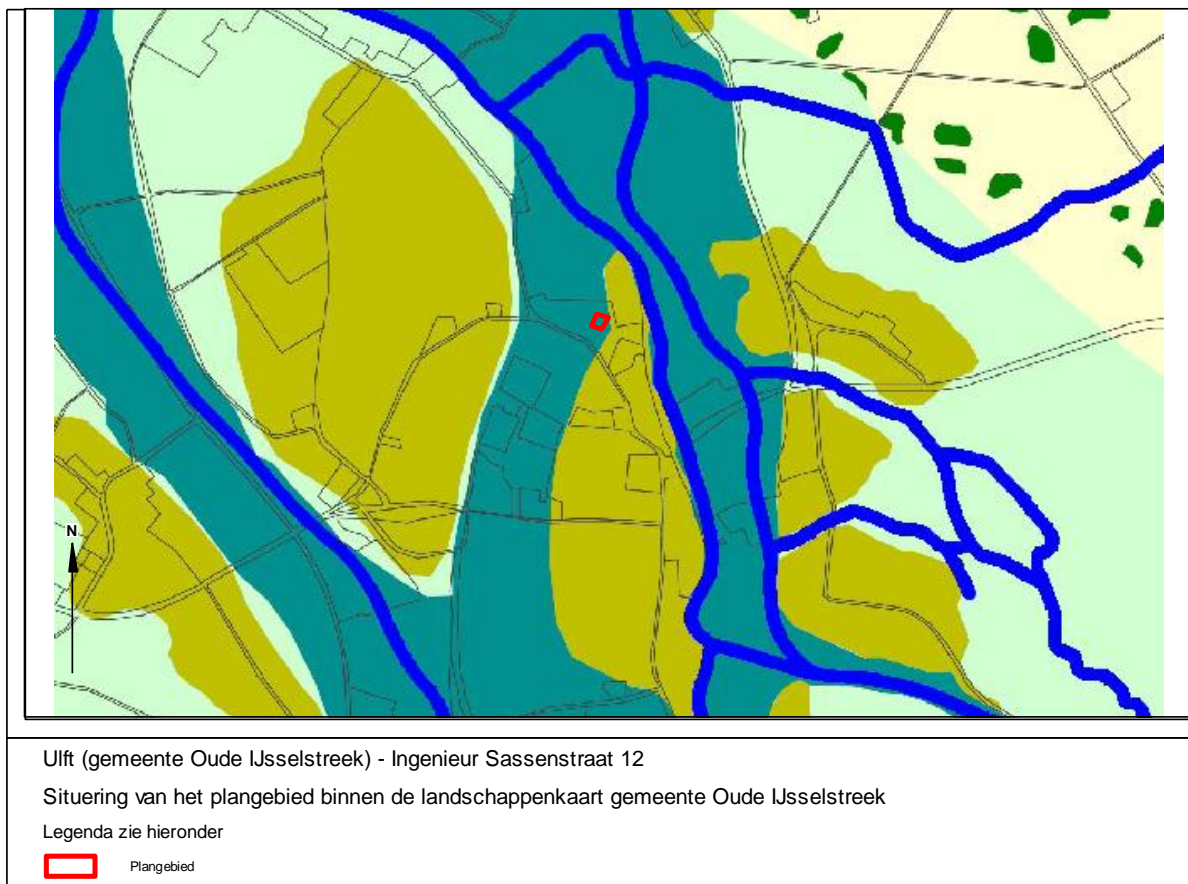 N
Ulft (gemeente Oude IJsselstreek) - Ingenieur Sassenstraat 12
Situering van het plangebied binnen de landschappenkaart gemeente Oude IJsselstreek
Legenda zie hieronder
Plangebied